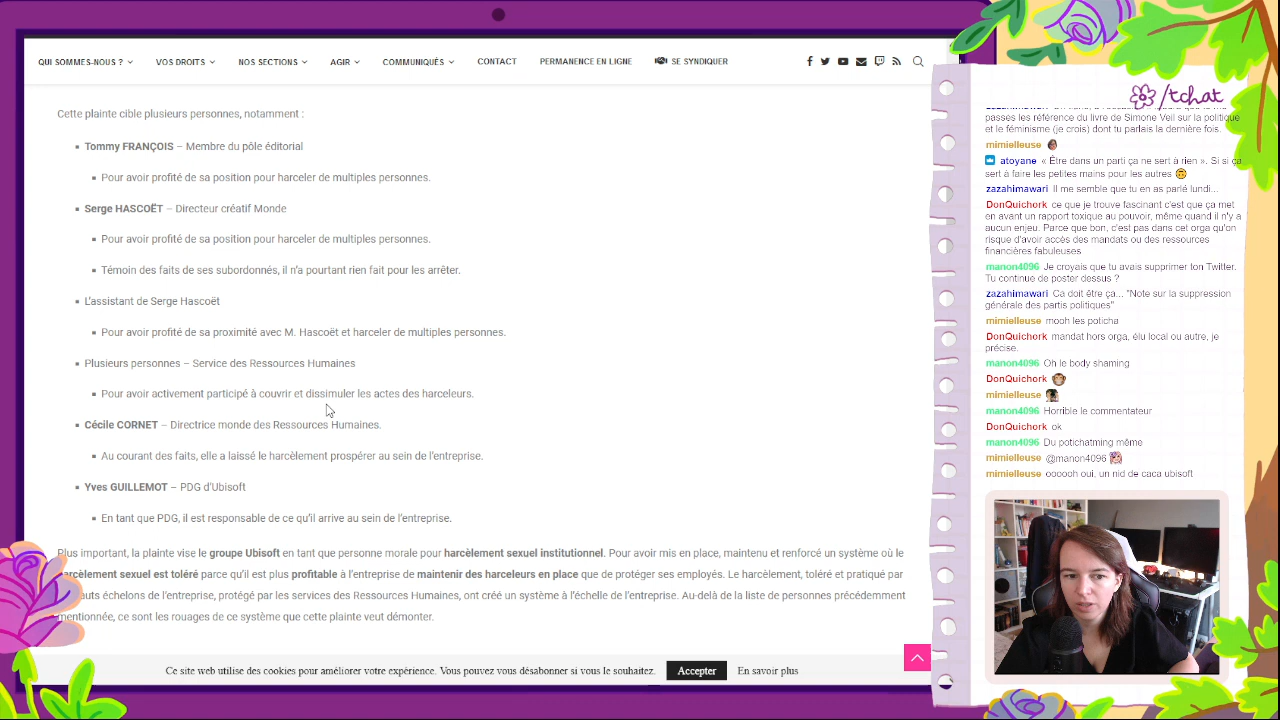 QUI SOMMES-NOUS ?
VOS DROITS
NOS SECTIONS
AGIR
COMMUNIQUÉS
CONTACT
PERMANENCE EN LIGNE
SE SYNDIQUER
Cette plainte cible plusieurs personnes, notamment :
Tommy FRANÇOIS – Membre du pôle éditorial
Pour avoir profité de sa position pour harceler de multiples personnes.
Serge HASCOËT – Directeur créatif Monde
Pour avoir profité de sa position pour harceler de multiples personnes.
Témoin des faits de ses subordonnés, il n'a pourtant rien fait pour les arrêter.
L'assistant de Serge Hascoët
Pour avoir profité de sa proximité avec M. Hascoët et harceler de multiples personnes.
Plusieurs personnes – Service des Ressources Humaines
Pour avoir activement participé à couvrir et dissimuler les actes des harceleurs.
Cécile CORNET – Directrice monde des Ressources Humaines.
Au courant des faits, elle a laissé le harcèlement prospérer au sein de l'entreprise.
Yves GUILLEMOT – PDG d'Ubisoft
En tant que PDG, il est responsable de ce qu'il arrive au sein de l'entreprise.
Plus important, la plainte vise le groupe Ubisoft en tant que personne morale pour harcèlement sexuel institutionnel. Pour avoir mis en place, maintenu et renforcé un système où le
harcèlement sexuel est toléré parce qu'il est plus profitable à l'entreprise de maintenir des harceleurs en place que de protéger ses employés. Le harcèlement, toléré et pratiqué par
échelons de l'entreprise, protégé par les services des Ressources Humaines, ont créé un système à l'échelle de l'entreprise. Au-delà de la liste de personnes précédemment
mentionnée, ce sont les rouages de ce système que cette plainte veut démonter.
Ce site web utilise des cookies pour améliorer votre expérience. Vous pouvez vous désabonner si vous le souhaitez.
Accepter
En savoir plus
/tchat
passes les référence du livre de Simone Veil sur la politique
et le féminisme (je crois) dont tu parlais la dernière fois.
mimielleuse
atoyane « Être dans un parti ça ne sert à rien ». Si si ça
sert à faire les petites mains pour les autres
zazahimawari Il me semble que tu en as parlé lundi...
DonQuichork ce que je trouve fascinant c'est que ça met
en avant un rapport toxique au pouvoir, même quand il n'y a
aucun enjeu. Parce que bon, c'est pas dans cet orga qu'on
risque d'avoir accès des mandats ou des ressources
financières fabuleuses
manon4096 Je croyais que tu avais supprimer ton Twitter.
Tu continue de poster dessus ?
zazahimawari Ca doit être ça... "Note sur la suppression
générale des partis politiques"
mimielleuse mooh les poticha
DonQuichork mandat hors orga, élu local ou autre, je
précise.
manon4096 Oh le body shaming
DonQuichork
mimielleuse
manon4096 Horrible le commentateur
DonQuichork ok
manon4096 Du potichatming même
mimielleuse @manon4096
mimielleuse oooooh oui, un nid de caca ubisoft